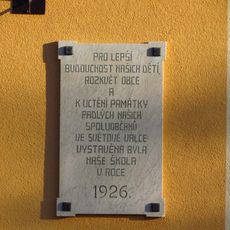 PRO LEPŠÍ
BUDOUCNOST NAŠICH DĚTÍ,
ROZKVĚT OBCE
A
K UCTĚNÍ PAMÁTKY
PADLÝCH NAŠICH
SPOLUOBČANŮ
VE SVĚTOVÉ VÁLCE
VYSTAVĚNA BYLA
NAŠE ŠKOLA
V ROCE
1926.